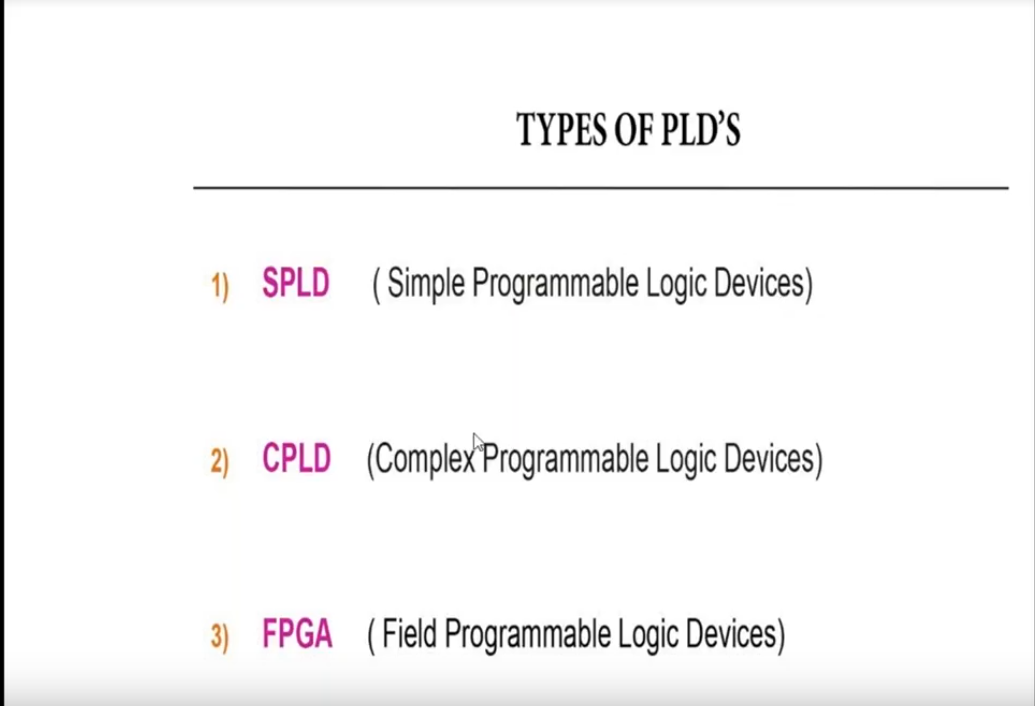 TYPES OF PLD'S
1) SPLD ( Simple Programmable Logic Devices)
2) CPLD (Complex Programmable Logic Devices)
3) FPGA ( Field Programmable Logic Devices)